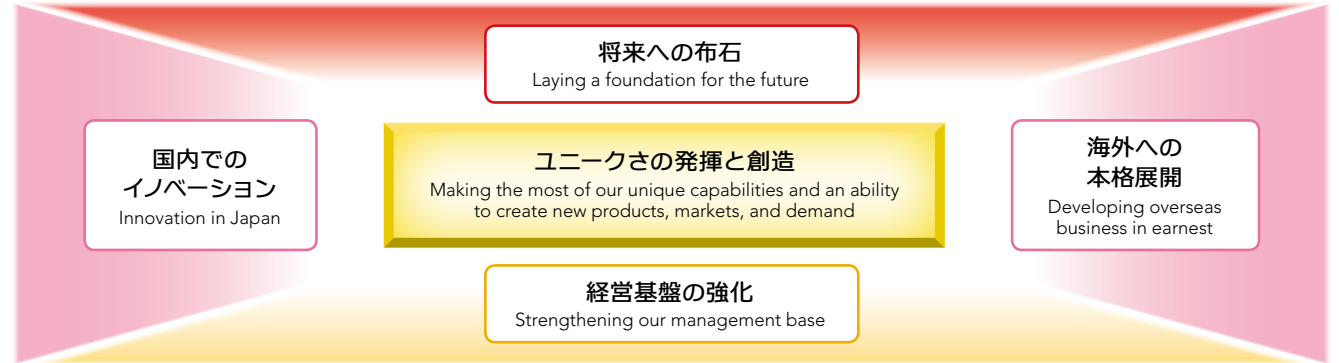 将来への布石
Laying a foundation for the future
国内での
イノベーション
Innovation in Japan
ユニークさの発揮と創造
Making the most of our unique capabilities and an ability
to create new products, markets, and demand
海外への
本格展開
Developing overseas
business in earnest
経営基盤の強化
Strengthening our management base